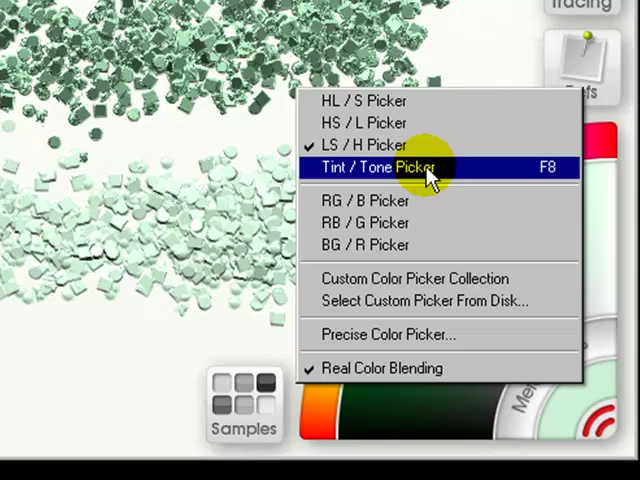 Tracing
HL / S Picker
HS / L Picker
LS / H Picker
Tint / Tone Picker F8
RG / B Picker
RB / G Picker
BG / R Picker
Custom Color Picker Collection
Select Custom Picker From Disk...
Precise Color Picker...
Real Color Blending
Samples